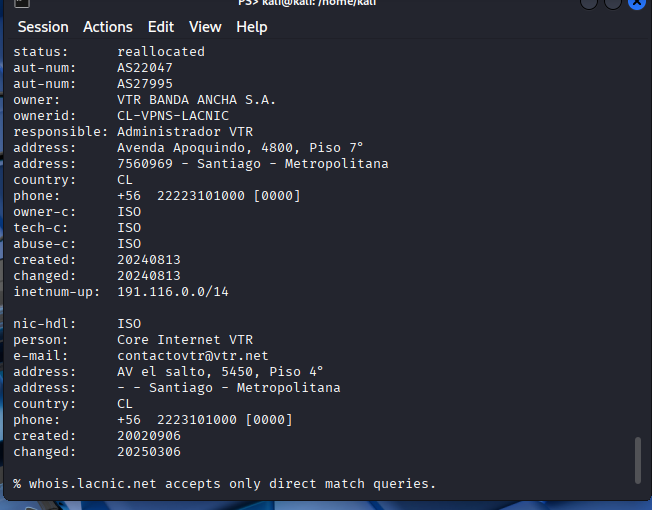 PS> kali@kali: /home/kali
Session Actions Edit View Help
status: reallocated
aut-num: AS22047
aut-num: AS27995
owner: VTR BANDA ANCHA S.A.
ownerid: CL-VPNS-LACNIC
responsible: Administrador VTR
address: Avenda Apoquindo, 4800, Piso 7°
address: 7560969 - Santiago - Metropolitana
country: CL
phone: +56 22223101000 [0000]
owner-c: ISO
tech-c: ISO
abuse-c: ISO
created: 20240813
changed: 20240813
inetnum-up: 191.116.0.0/14
nic-hdl: ISO
person: Core Internet VTR
e-mail: contactovtr@vtr.net
address: AV el salto, 5450, Piso 4°
address: - - Santiago - Metropolitana
country: CL
phone: +56 2223101000 [0000]
created: 20020906
changed: 20250306
% whois.lacnic.net accepts only direct match queries.